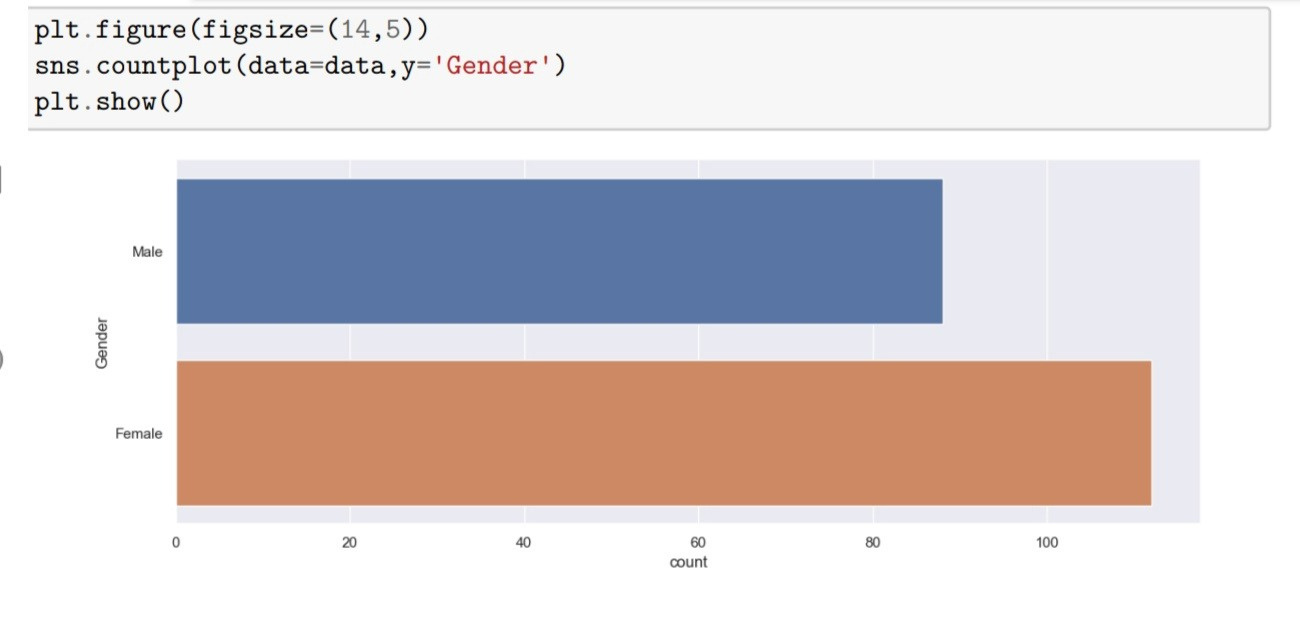 plt.figure(figsize=(14,5))
sns.countplot(data=data,y='Gender')
plt.show()
Male
Gender
Female
0 20 40 60 80 100
count